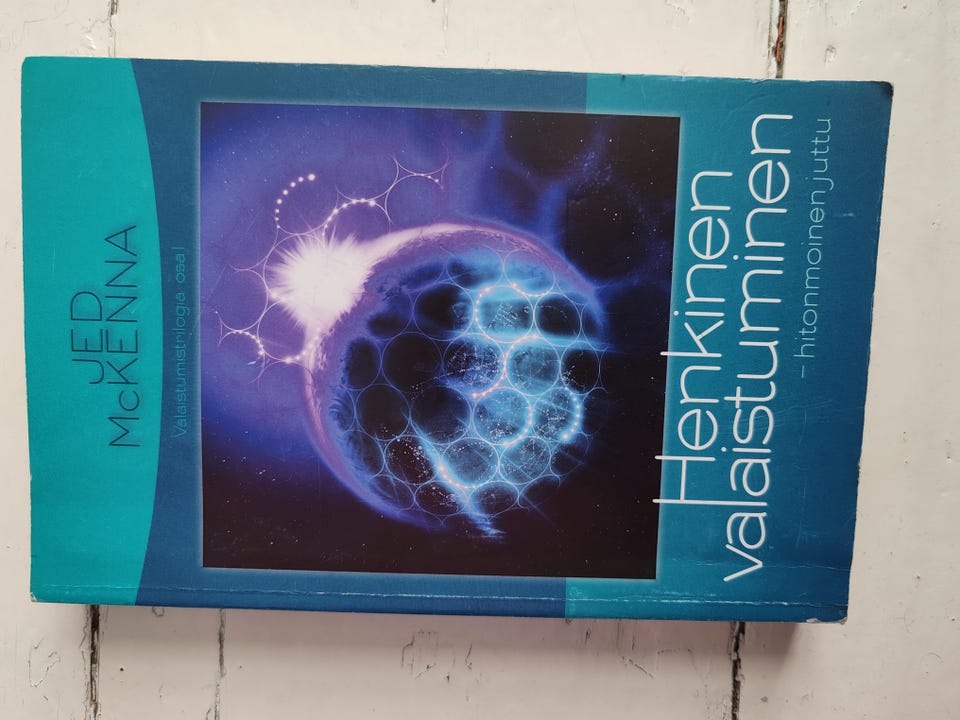 JED
McKENNA
Valaistumistrilogia osa I
Henkinen
valaistuminen
– hitonmoinen juttu